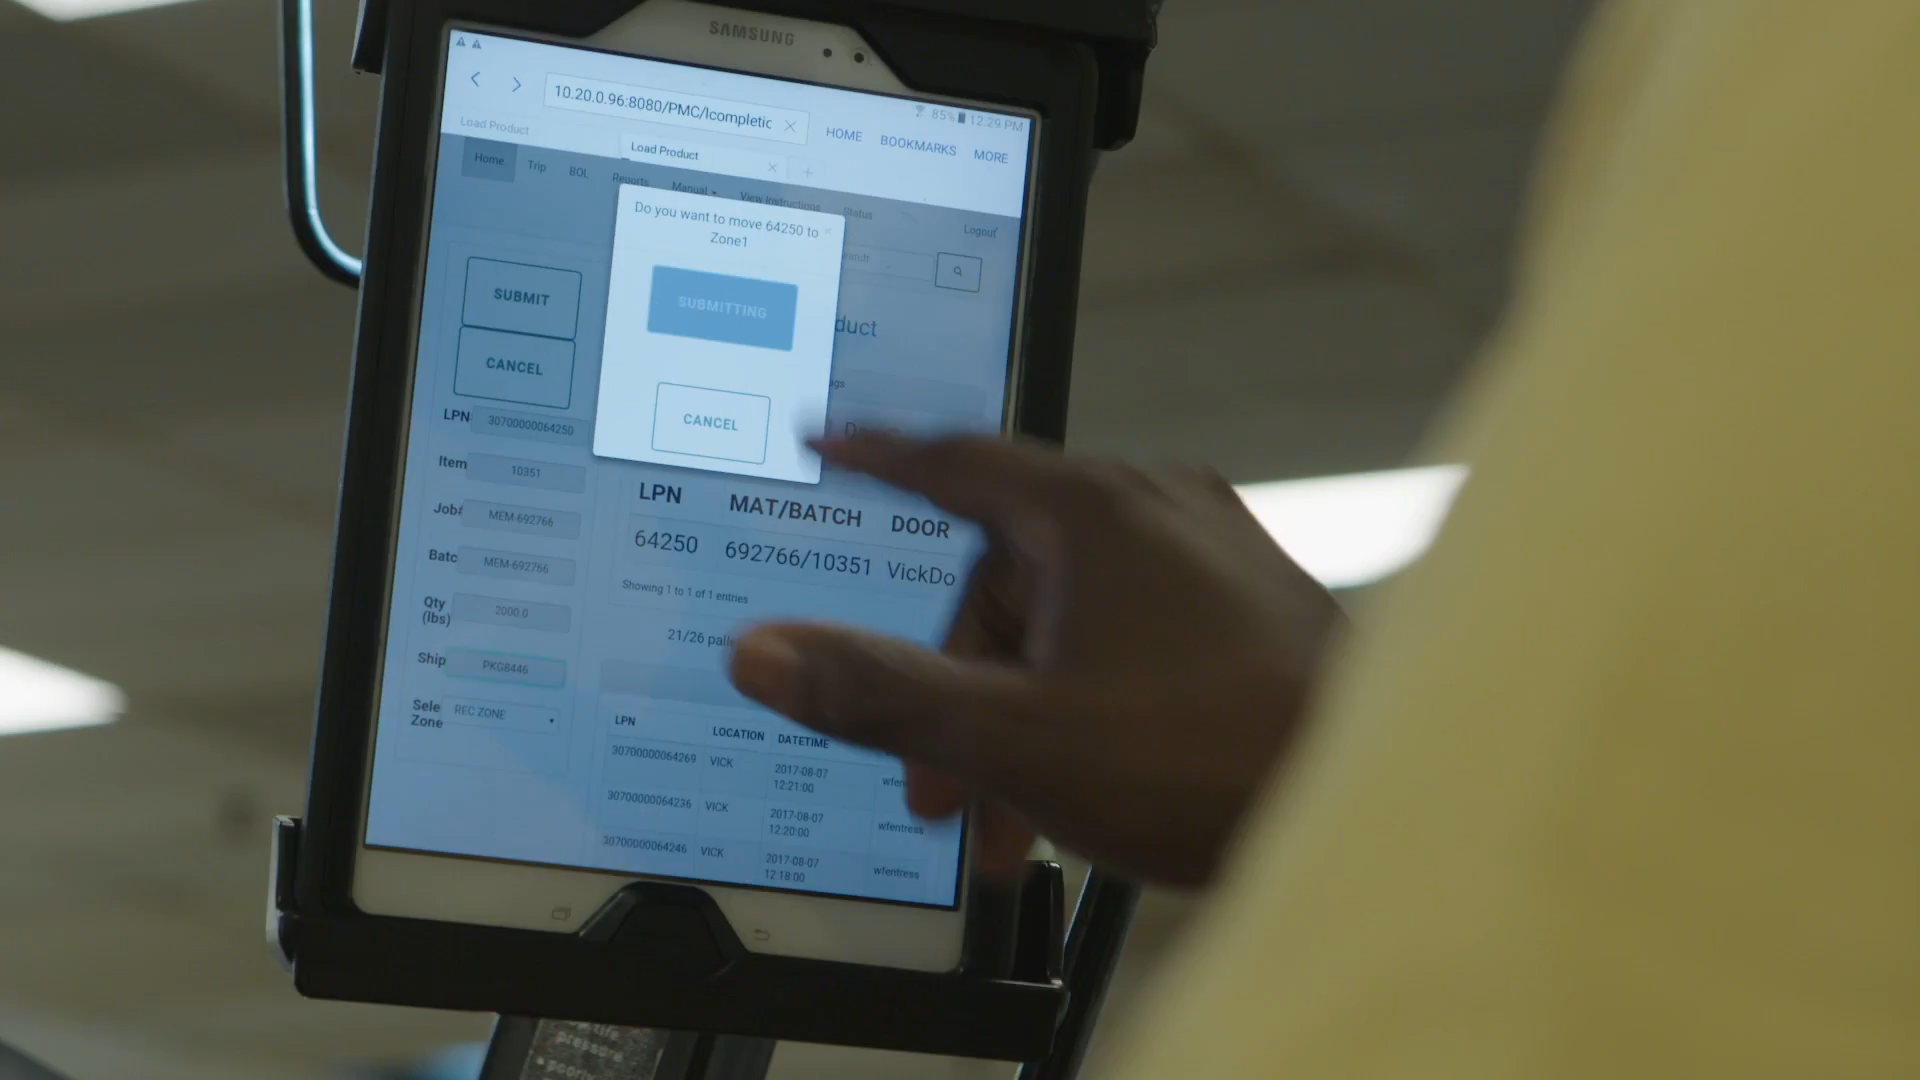 SAMSUNG
85% 12.29 PM
10.20.0.96:8080/PMC/lcompletic
HOME BOOKMARKS MORE
Load Product
Load Product
Home Trip BOL Reports Manual View Instructions Status
Logout
Do you want to move 64250 to
Zone1
SUBMITTING
CANCEL
SUBMIT
CANCEL
LPN 30700000064250
Item 10351
Job# MEM-692766
Batc MEM-692766
Qty
(lbs) 2000.0
Ship PKG8446
Sele
Zone REC ZONE
duct
LPN MAT/BATCH DOOR
64250 692766/10351 VickDo
Showing 1 to 1 of 1 entries
21/26 palle
LPN LOCATION DATETIME
30700000064269 VICK 2017-08-07
12:21:00 wfen
30700000064236 VICK 2017-08-07
12:20:00 wfentress
30700000064246 VICK 2017-08-07
12:18:00 wfentress
pressure